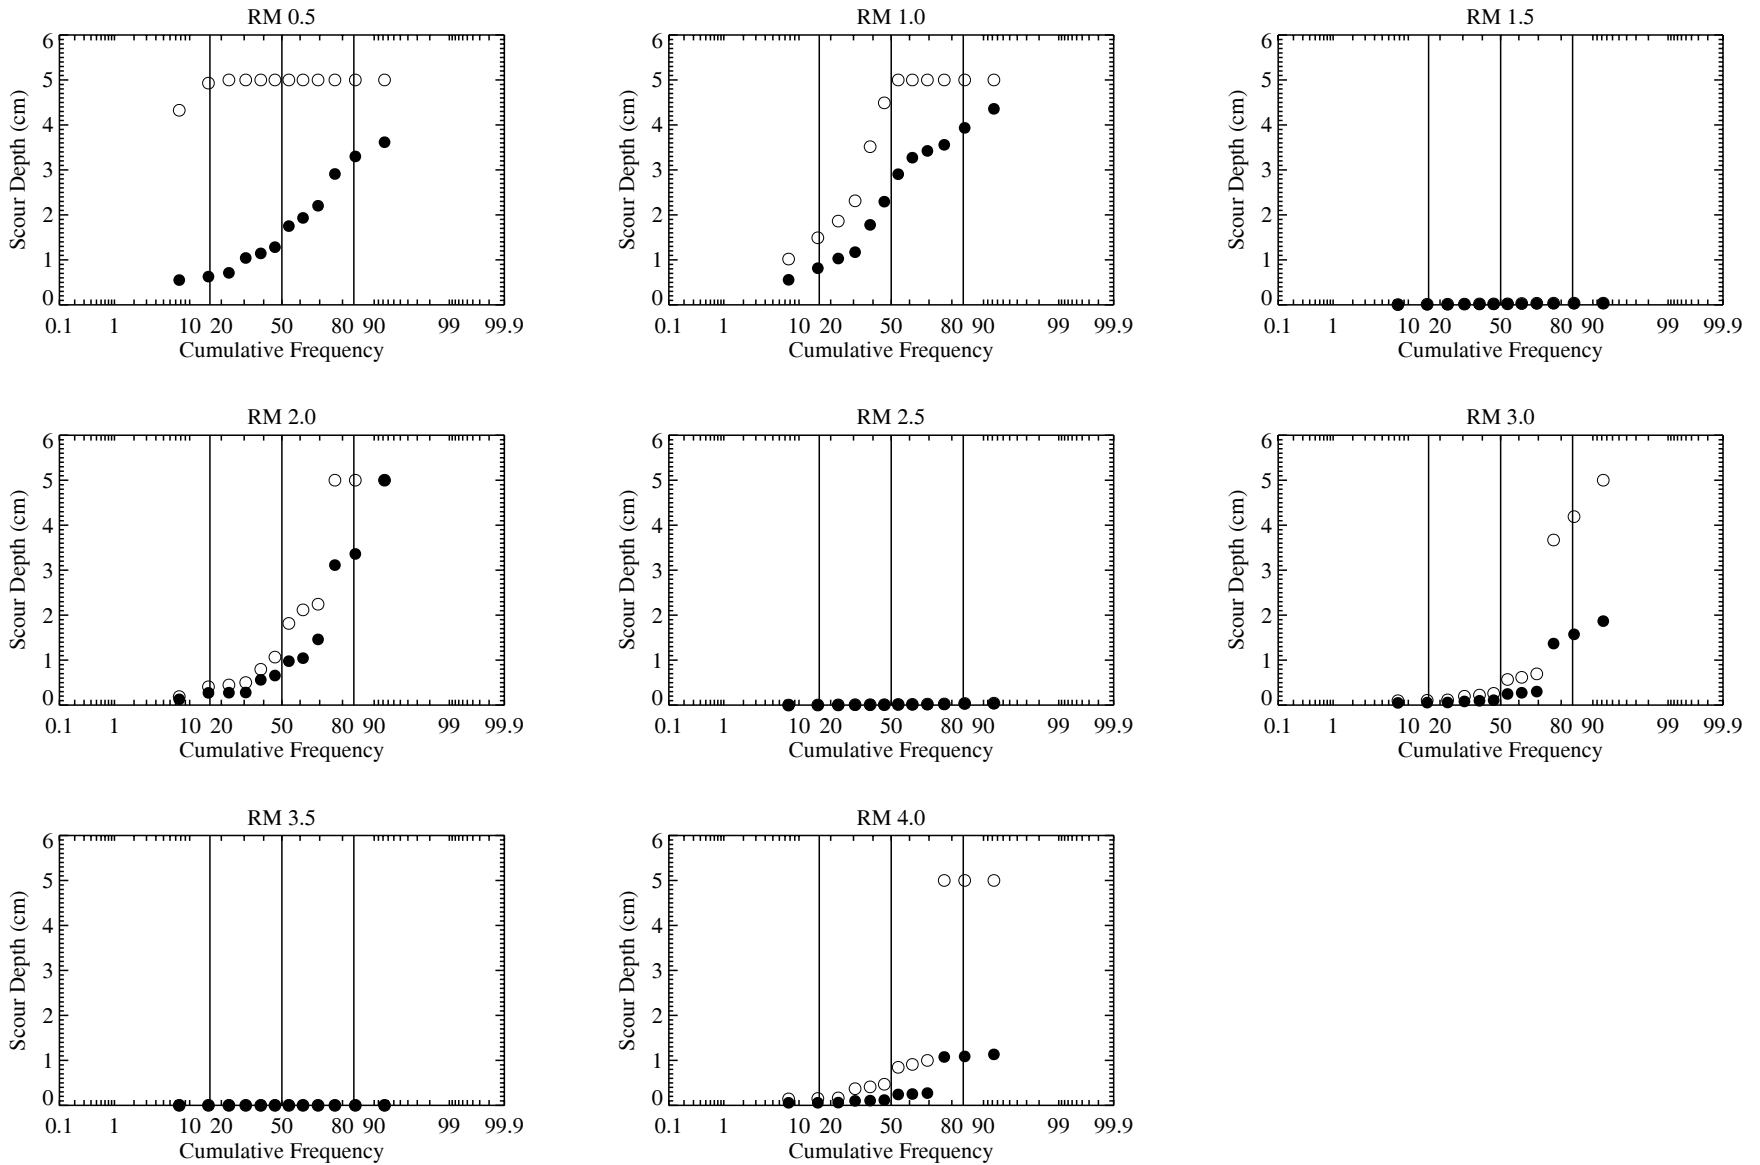 RM 0.5 RM 1.0 RM 1.5
6 6 6
5 5 5
4 4 4
3 3 3
2 2 2
1 1 1
0 0 0
Scour Depth (cm) Scour Depth (cm) Scour Depth (cm)
0.1 1 10 20 50 80 90 99 99.9 0.1 1 10 20 50 80 90 99 99.9 0.1 1 10 20 50 80 90 99 99.9
Cumulative Frequency Cumulative Frequency Cumulative Frequency
RM 2.0 RM 2.5 RM 3.0
6 6 6
5 5 5
4 4 4
3 3 3
2 2 2
1 1 1
0 0 0
Scour Depth (cm) Scour Depth (cm) Scour Depth (cm)
0.1 1 10 20 50 80 90 99 99.9 0.1 1 10 20 50 80 90 99 99.9 0.1 1 10 20 50 80 90 99 99.9
Cumulative Frequency Cumulative Frequency Cumulative Frequency
RM 3.5 RM 4.0
6 6
5 5
4 4
3 3
2 2
1 1
0 0
Scour Depth (cm) Scour Depth (cm)
0.1 1 10 20 50 80 90 99 99.9 0.1 1 10 20 50 80 90 99 99.9
Cumulative Frequency Cumulative Frequency